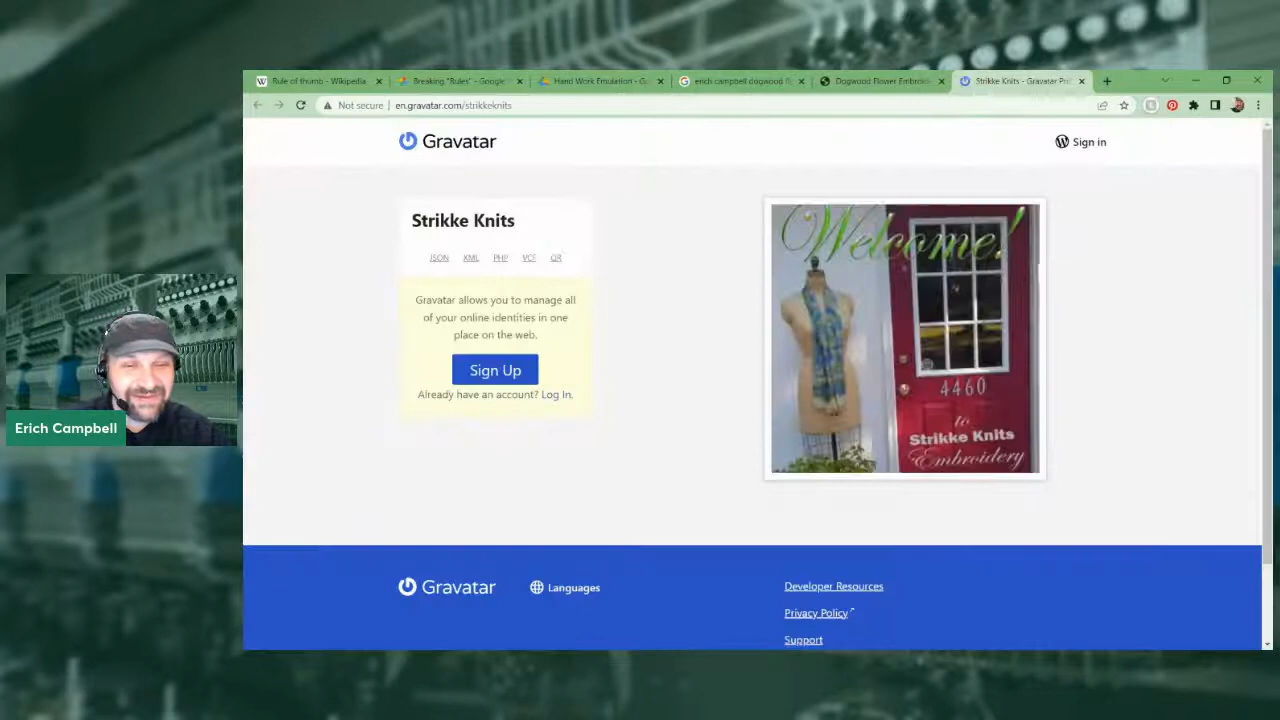 Rule of thumb - Wikipedia
Breaking "Rules" - Google
Hand Work Emulation - Go
erich campbell dogwood fl
Dogwood Flower Embroide
Strikke Knits - Gravatar Pr
Not secure
en.gravatar.com/strikkeknits
Gravatar
Sign in
Strikke Knits
JSON XML PHP VCF QR
Gravatar allows you to manage all
of your online identities in one
place on the web.
Sign Up
Already have an account? Log In.
Welcome!
4460
to
Strikke Knits
Embroidery
Erich Campbell
Gravatar
Languages
Developer Resources
Privacy Policy
Support